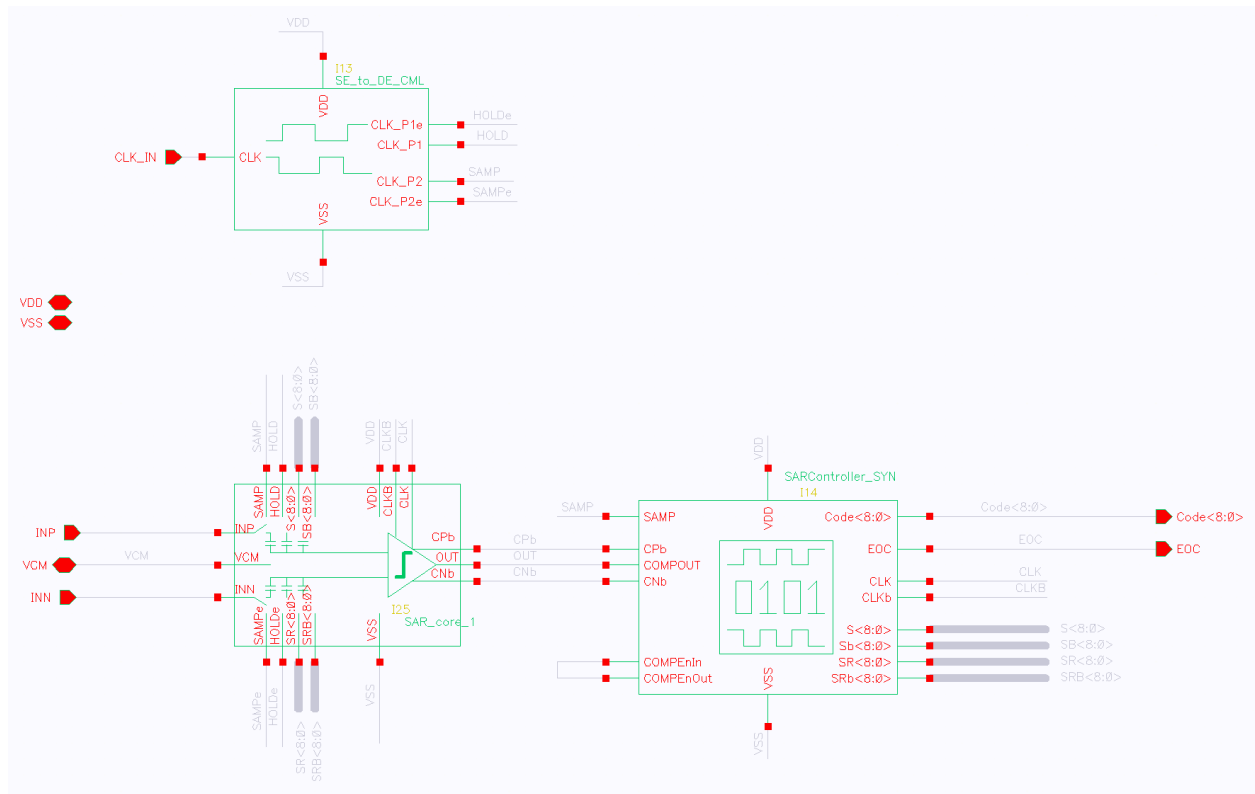 VDD
I13
SE_to_DE_CML
VDD
CLK_P1e
HOLDe
CLK_P1
HOLD
CLK_IN
CLK
CLK_P2
SAMP
CLK_P2e
SAMPe
VSS
VSS
VDD
VSS
SAMP
HOLD
S<8:0>
SB<8:0>
VDD
CLKB
CLK
SAMP
HOLD
S<8:0>
SB<8:0>
VDD
CLKB
CLK
INP
INP
VCM
VCM
VCM
INN
INN
CPb
OUT
CNb
CPb
OUT
CNb
SAMPe
HOLDe
SR<8:0>
SRB<8:0>
I25
SAR_core_1
VSS
SAMPe
HOLDe
SR<8:0>
SRB<8:0>
VSS
VDD
SARController_SYN
I14
SAMP
SAMP
VDD
Code<8:0>
Code<8:0>
Code<8:0>
CPb
EOC
EOC
EOC
COMPOUT
CNb
0101
CLK
CLK
CLKb
CLKB
S<8:0>
S<8:0>
Sb<8:0>
SB<8:0>
COMPEnIn
SR<8:0>
SR<8:0>
COMPEnOut
SRb<8:0>
SRB<8:0>
VSS
VSS